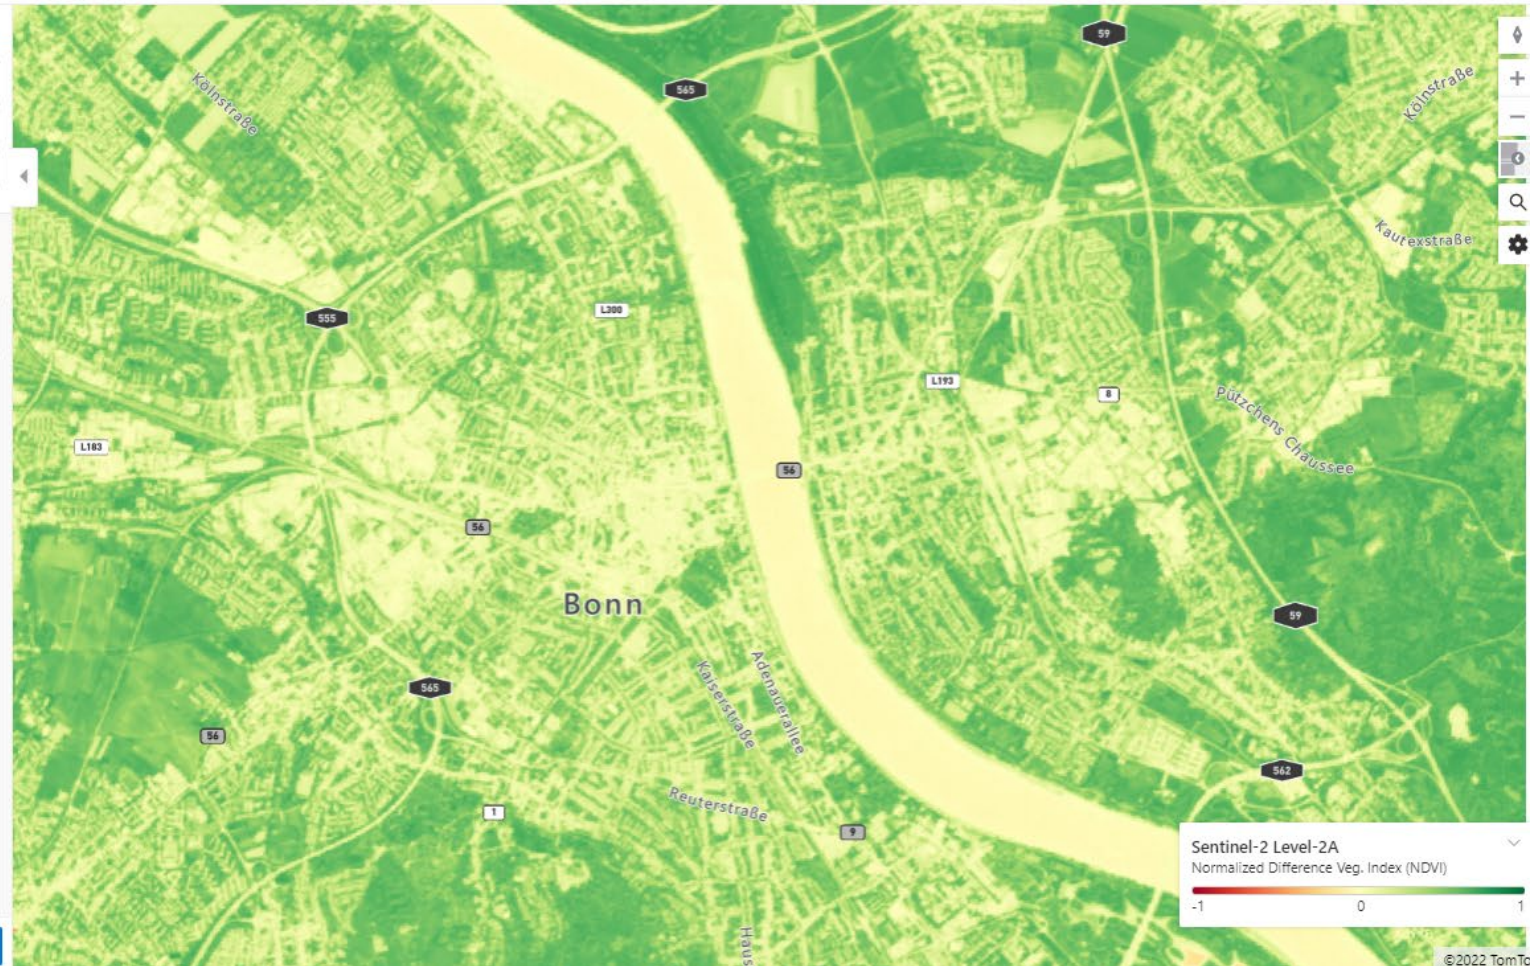 59
565
Kölnstraße
Kölnstraße
Kautexstraße
L300
555
L193
8
Pützchens Chaussee
L183
56
56
Bonn
59
Adenauerallee
Kaiserstraße
565
56
562
Reuterstraße
1
9
Haus
Sentinel-2 Level-2A
Normalized Difference Veg. Index (NDVI)
-1 0 1
©2022 TomTo